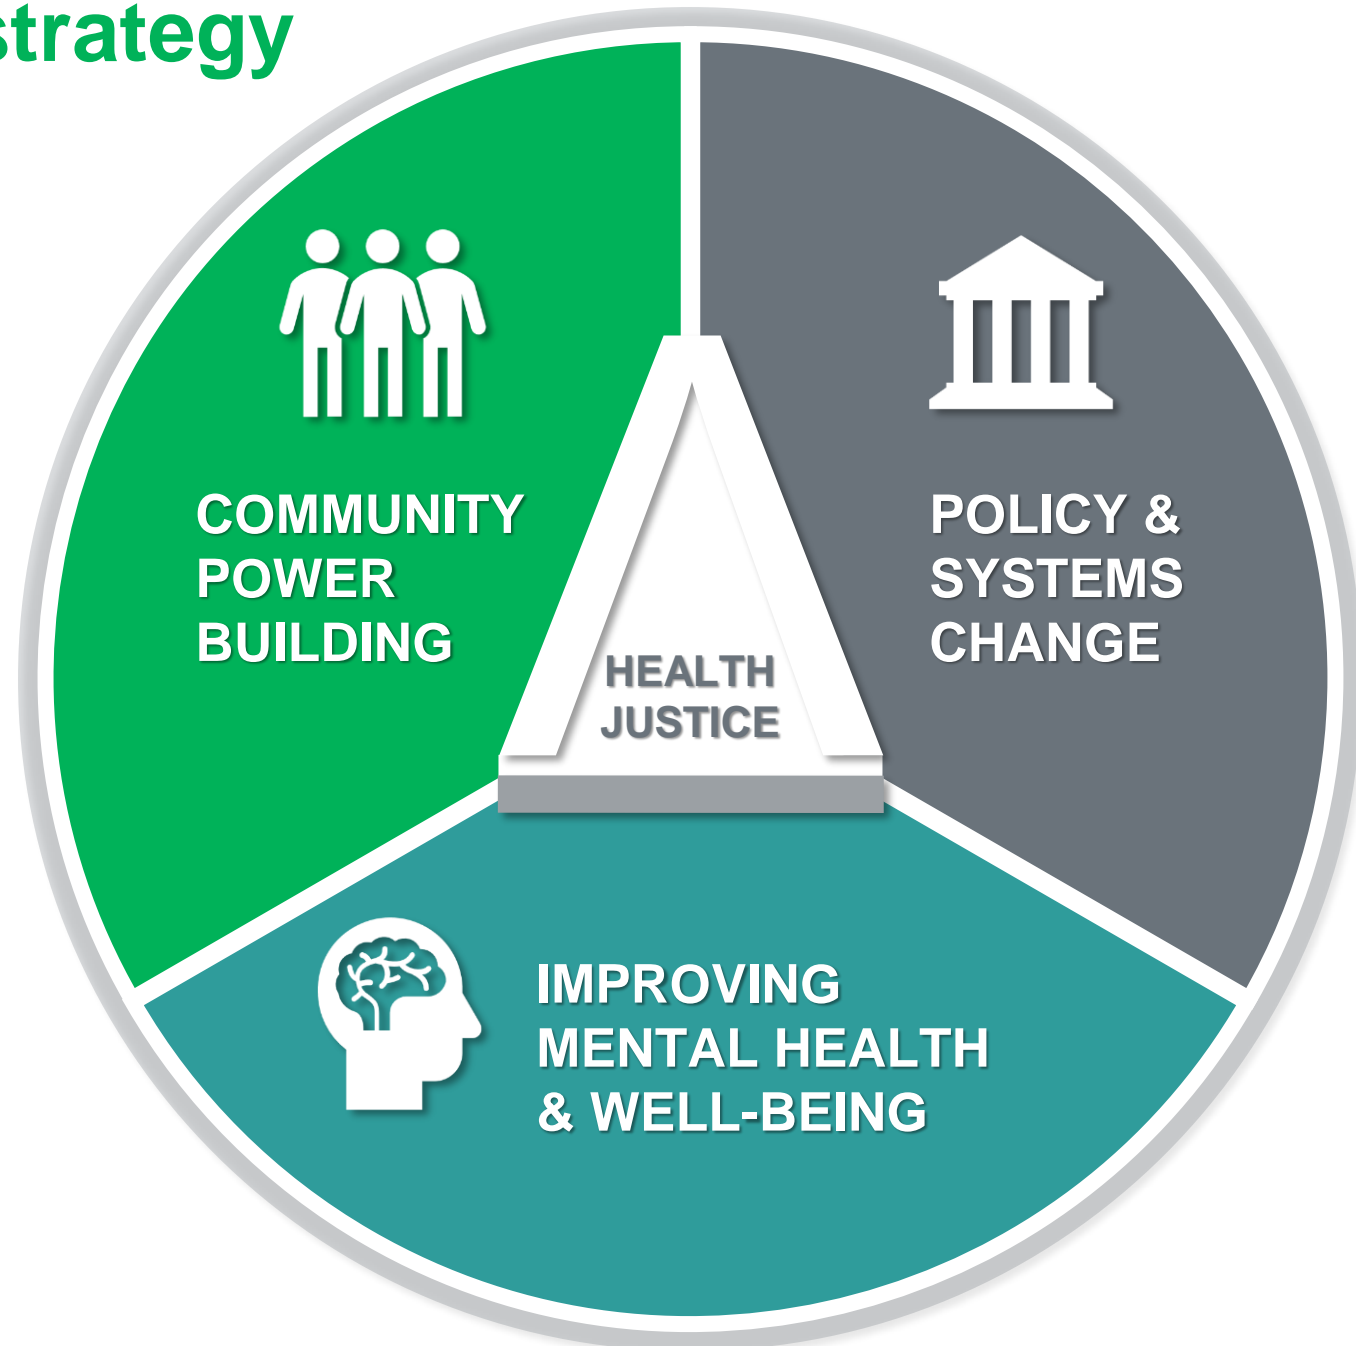 strategy
COMMUNITY
POWER
BUILDING
POLICY &
SYSTEMS
CHANGE
HEALTH
JUSTICE
IMPROVING
MENTAL HEALTH
& WELL-BEING